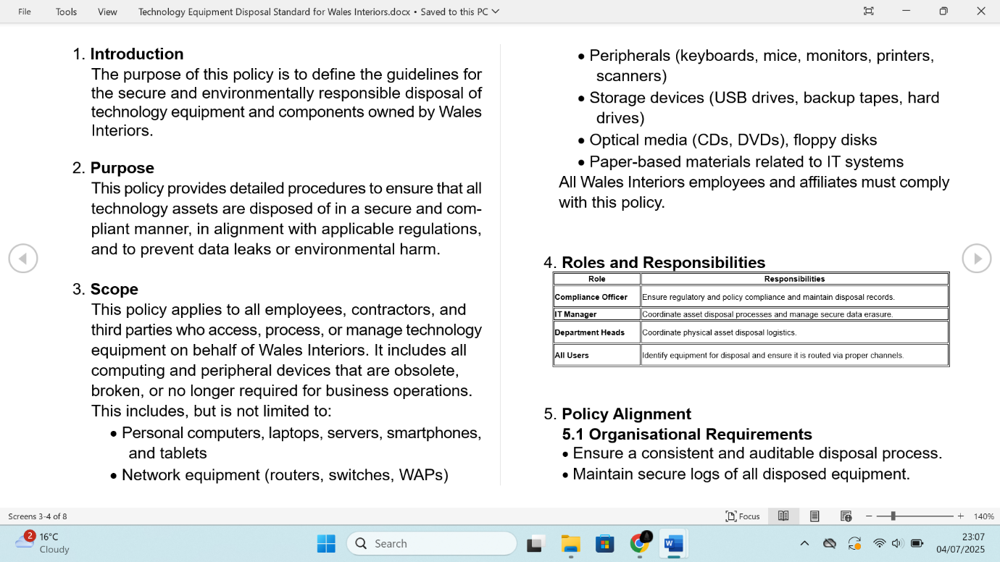 File Tools View Technology Equipment Disposal Standard for Wales Interiors.docx • Saved to this PC
1. Introduction
The purpose of this policy is to define the guidelines for
the secure and environmentally responsible disposal of
technology equipment and components owned by Wales
Interiors.
2. Purpose
This policy provides detailed procedures to ensure that all
technology assets are disposed of in a secure and com-
pliant manner, in alignment with applicable regulations,
and to prevent data leaks or environmental harm.
3. Scope
This policy applies to all employees, contractors, and
third parties who access, process, or manage technology
equipment on behalf of Wales Interiors. It includes all
computing and peripheral devices that are obsolete,
broken, or no longer required for business operations.
This includes, but is not limited to:
• Personal computers, laptops, servers, smartphones,
and tablets
• Network equipment (routers, switches, WAPs)
• Peripherals (keyboards, mice, monitors, printers,
scanners)
• Storage devices (USB drives, backup tapes, hard
drives)
• Optical media (CDs, DVDs), floppy disks
• Paper-based materials related to IT systems
All Wales Interiors employees and affiliates must comply
with this policy.
4. Roles and Responsibilities
Role Responsibilities
Compliance Officer Ensure regulatory and policy compliance and maintain disposal records.
IT Manager Coordinate asset disposal processes and manage secure data erasure.
Department Heads Coordinate physical asset disposal logistics.
All Users Identify equipment for disposal and ensure it is routed via proper channels.
5. Policy Alignment
5.1 Organisational Requirements
• Ensure a consistent and auditable disposal process.
• Maintain secure logs of all disposed equipment.
Screens 3-4 of 8 Focus 140%
2 16°C
Cloudy
Search
23:07
04/07/2025